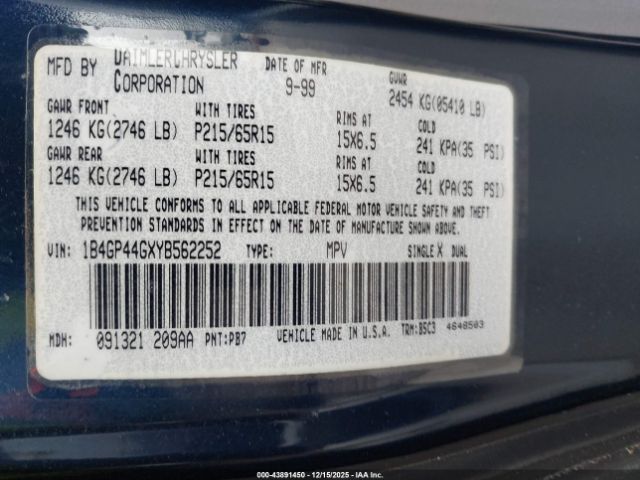 MFD BY DAIMLERCHRYSLER CORPORATION DATE OF MFR 9-99 GVWR 2454 KG(05410 LB)
GAWR FRONT WITH TIRES RIMS AT COLD
1246 KG(2746 LB) P215/65R15 15X6.5 241 KPA(35 PSI)
GAWR REAR WITH TIRES RIMS AT COLD
1246 KG(2746 LB) P215/65R15 15X6.5 241 KPA(35 PSI)
THIS VEHICLE CONFORMS TO ALL APPLICABLE FEDERAL MOTOR VEHICLE SAFETY AND THEFT
PREVENTION STANDARDS IN EFFECT ON THE DATE OF MANUFACTURE SHOWN ABOVE.
VIN: 1B4GP44GXYB562252 TYPE: MPV SINGLE X DUAL
MDH: 091321 209AA PNT:PB7 VEHICLE MADE IN U.S.A. TRM:B5C3 4648503
000-43891450 - 12/15/2025 - IAA Inc.